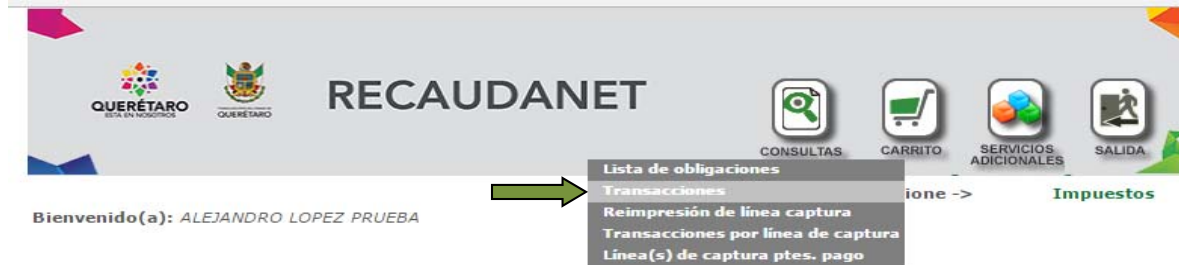 QUERÉTARO
ESTÁ EN NOSOTROS
QUERÉTARO
RECAUDANET
CONSULTAS
CARRITO
SERVICIOS
ADICIONALES
SALIDA
Lista de obligaciones
Transacciones
ione -> Impuestos
Bienvenido(a): ALEJANDRO LOPEZ PRUEBA
Reimpresión de línea captura
Transacciones por línea de captura
Línea(s) de captura ptes. pago